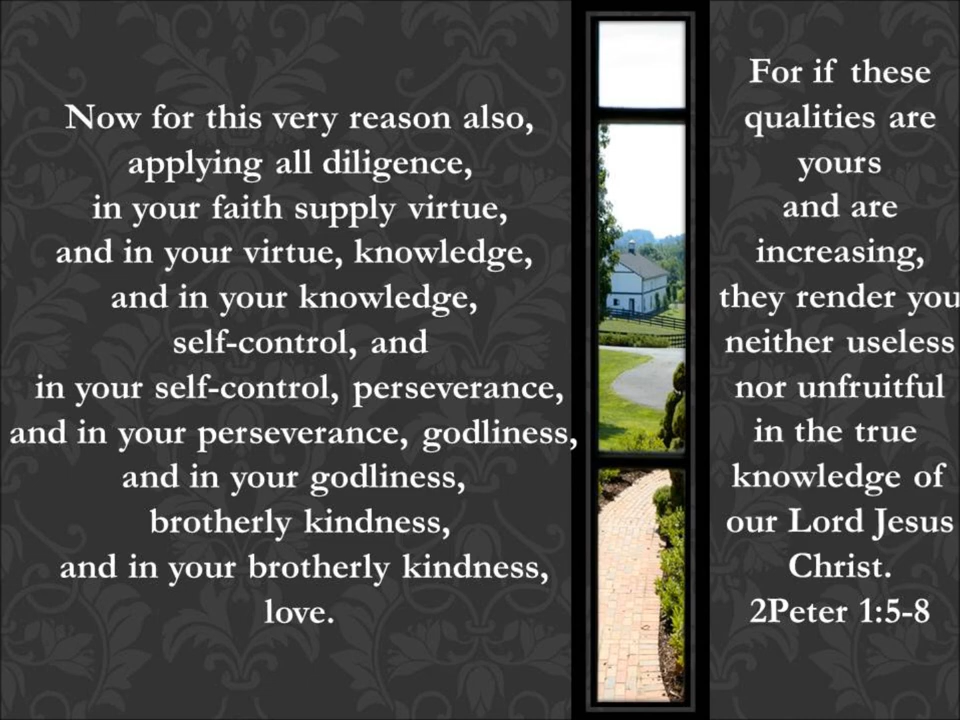 Now for this very reason also,
applying all diligence,
in your faith supply virtue,
and in your virtue, knowledge,
and in your knowledge,
self-control, and
in your self-control, perseverance,
and in your perseverance, godliness,
and in your godliness,
brotherly kindness,
and in your brotherly kindness,
love.
For if these
qualities are
yours
and are
increasing,
they render you
neither useless
nor unfruitful
in the true
knowledge of
our Lord Jesus
Christ.
2Peter 1:5-8